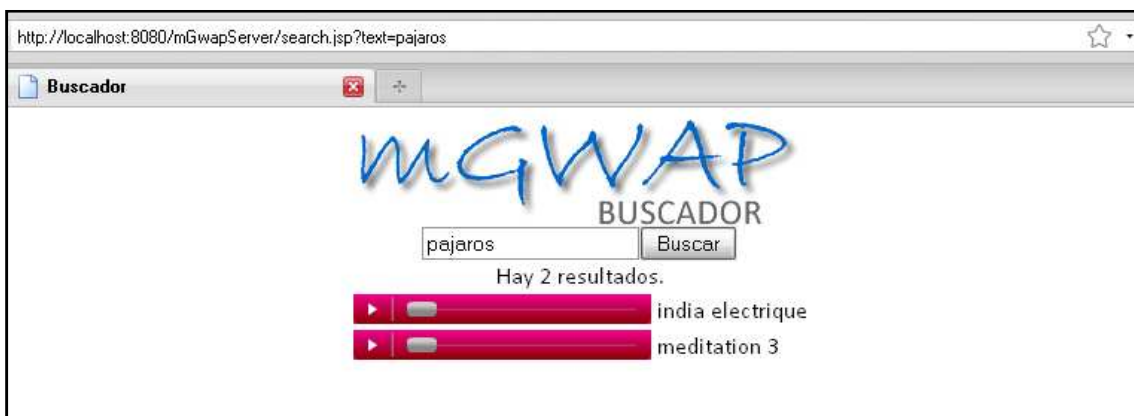 http://localhost:8080/mGwapServer/search.jsp?text=pajaros
Buscador
mGWAP
BUSCADOR
pajaros Buscar
Hay 2 resultados.
india electrique
meditation 3